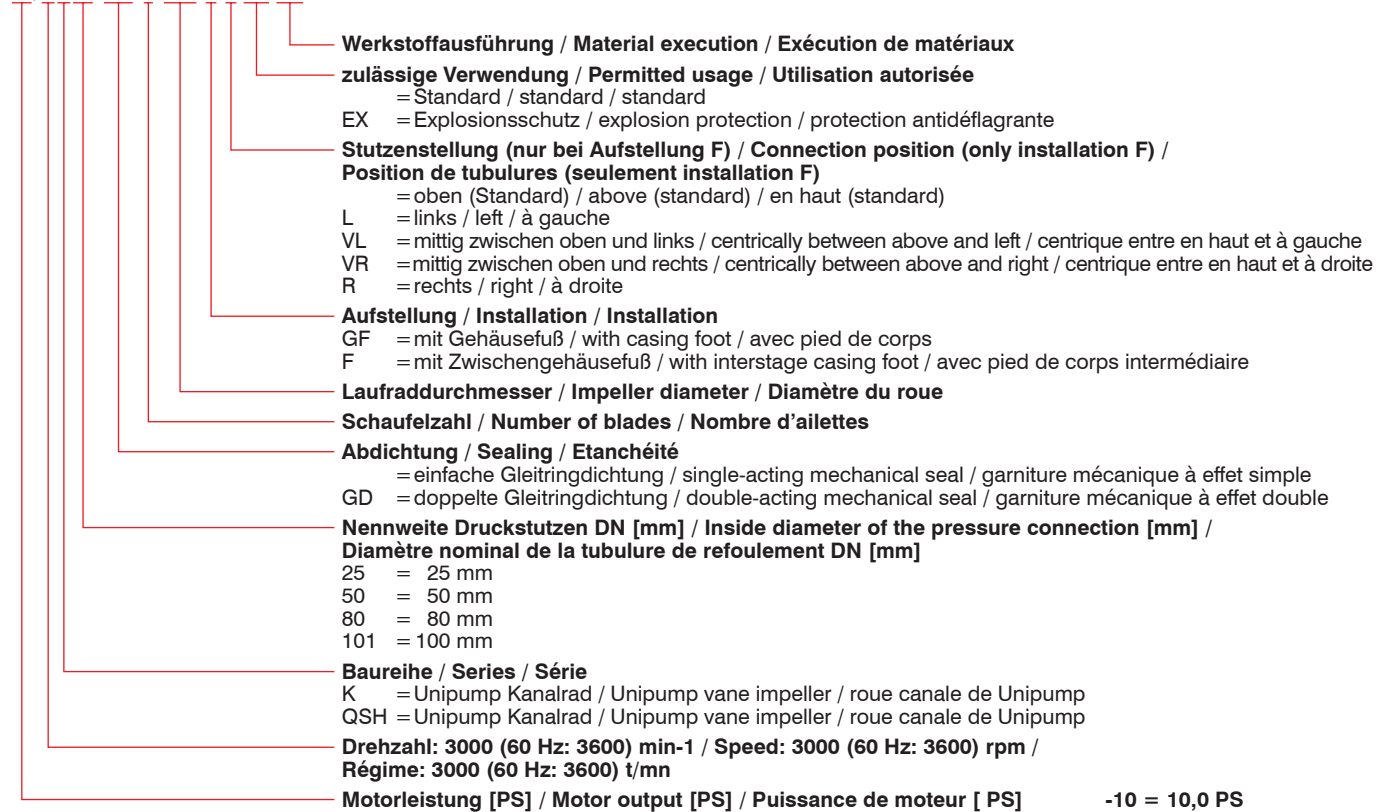 Werkstoffausführung / Material execution / Exécution de matériaux
zulässige Verwendung / Permitted usage / Utilisation autorisée
= Standard / standard / standard
EX = Explosionsschutz / explosion protection / protection antidéflagrante
Stutzenstellung (nur bei Aufstellung F) / Connection position (only installation F) /
Position de tubulures (seulement installation F)
= oben (Standard) / above (standard) / en haut (standard)
L = links / left / à gauche
VL = mittig zwischen oben und links / centrically between above and left / centrique entre en haut et à gauche
VR = mittig zwischen oben und rechts / centrically between above and right / centrique entre en haut et à droite
R = rechts / right / à droite
Aufstellung / Installation / Installation
GF = mit Gehäusefuß / with casing foot / avec pied de corps
F = mit Zwischengehäusefuß / with interstage casing foot / avec pied de corps intermédiaire
Laufraddurchmesser / Impeller diameter / Diamètre du roue
Schaufelzahl / Number of blades / Nombre d'ailettes
Abdichtung / Sealing / Etanchéité
= einfache Gleitringdichtung / single-acting mechanical seal / garniture mécanique à effet simple
GD = doppelte Gleitringdichtung / double-acting mechanical seal / garniture mécanique à effet double
Nennweite Druckstutzen DN [mm] / Inside diameter of the pressure connection [mm] /
Diamètre nominal de la tubulure de refoulement DN [mm]
25 = 25 mm
50 = 50 mm
80 = 80 mm
101 = 100 mm
Baureihe / Series / Série
K = Unipump Kanalrad / Unipump vane impeller / roue canale de Unipump
QSH = Unipump Kanalrad / Unipump vane impeller / roue canale de Unipump
Drehzahl: 3000 (60 Hz: 3600) min-1 / Speed: 3000 (60 Hz: 3600) rpm /
Régime: 3000 (60 Hz: 3600) t/mn
Motorleistung [PS] / Motor output [PS] / Puissance de moteur [ PS] -10 = 10,0 PS